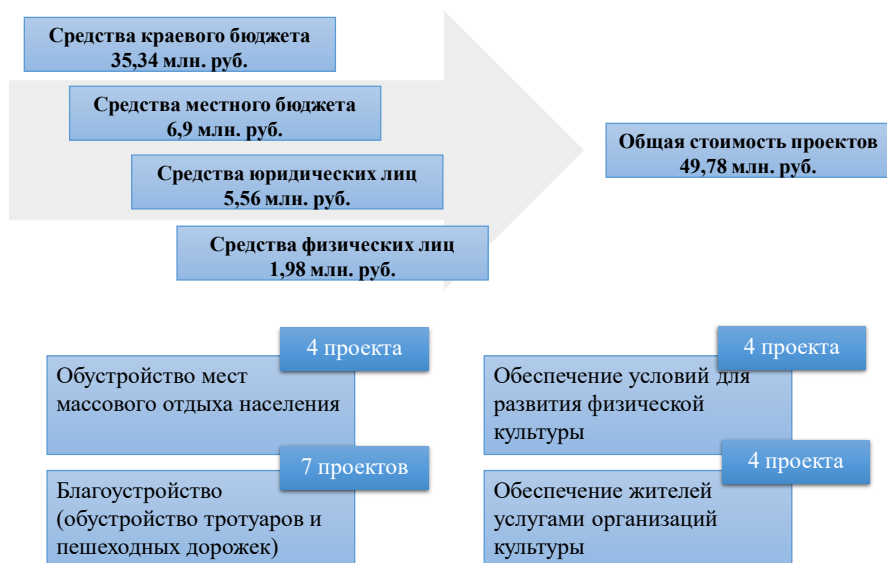 Средства краевого бюджета
35,34 млн. руб.
Средства местного бюджета
6,9 млн. руб.
Средства юридических лиц
5,56 млн. руб.
Средства физических лиц
1,98 млн. руб.
Общая стоимость проектов
49,78 млн. руб.
4 проекта
Обустройство мест
массового отдыха населения
4 проекта
Обеспечение условий для
развития физической
культуры
7 проектов
Благоустройство
(обустройство тротуаров и
пешеходных дорожек)
4 проекта
Обеспечение жителей
услугами организаций
культуры